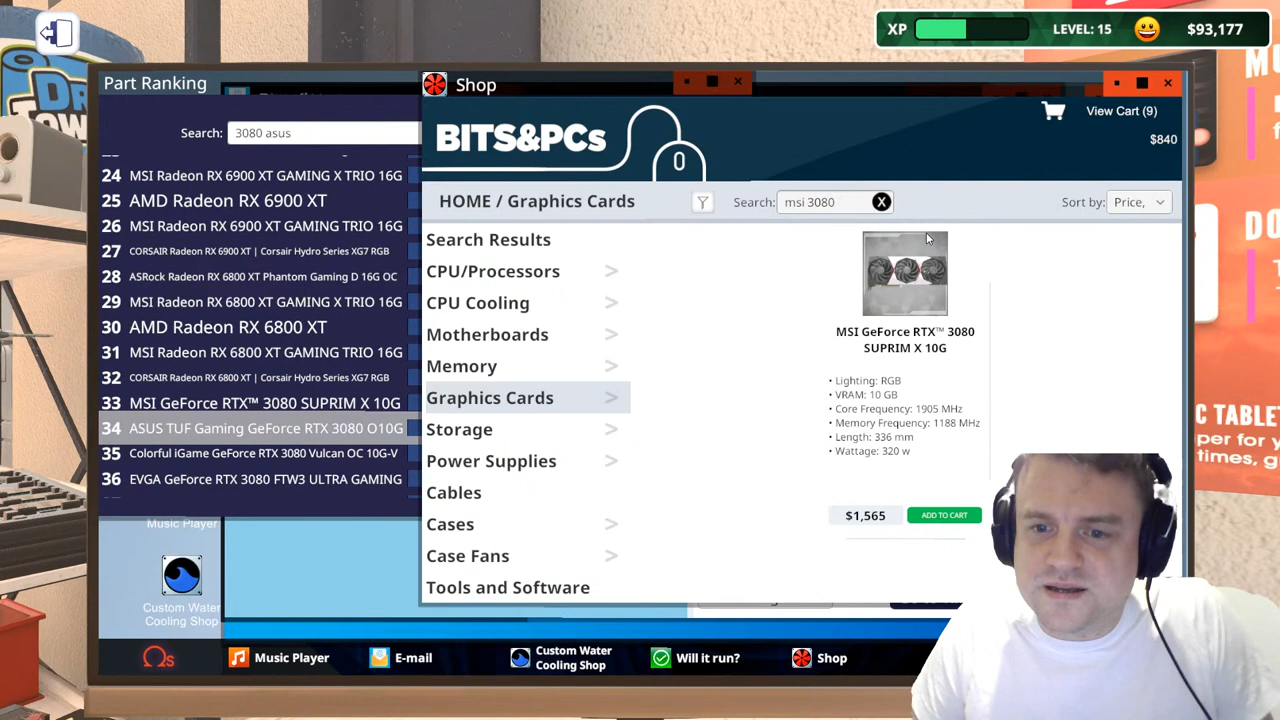 XP
LEVEL: 15
$93,177
Part Ranking
Search:
3080 asus
24 MSI Radeon RX 6900 XT GAMING X TRIO 16G
25 AMD Radeon RX 6900 XT
26 MSI Radeon RX 6900 XT GAMING TRIO 16G
27 CORSAIR Radeon RX 6900 XT | Corsair Hydro Series XG7 RGB
28 ASRock Radeon RX 6800 XT Phantom Gaming D 16G OC
29 MSI Radeon RX 6800 XT GAMING X TRIO 16G
30 AMD Radeon RX 6800 XT
31 MSI Radeon RX 6800 XT GAMING TRIO 16G
32 CORSAIR Radeon RX 6800 XT | Corsair Hydro Series XG7 RGB
33 MSI GeForce RTX™ 3080 SUPRIM X 10G
34 ASUS TUF Gaming GeForce RTX 3080 O10G
35 Colorful iGame GeForce RTX 3080 Vulcan OC 10G-V
36 EVGA GeForce RTX 3080 FTW3 ULTRA GAMING
Shop
BITS&PCs
View Cart (9)
$840
HOME / Graphics Cards
Search:
msi 3080
X
Sort by:
Price,
Search Results
CPU/Processors >
CPU Cooling >
Motherboards >
Memory >
Graphics Cards >
Storage >
Power Supplies >
Cables
Cases >
Case Fans >
Tools and Software
MSI GeForce RTX™ 3080
SUPRIM X 10G
• Lighting: RGB
• VRAM: 10 GB
• Core Frequency: 1905 MHz
• Memory Frequency: 1188 MHz
• Length: 336 mm
• Wattage: 320 w
$1,565
ADD TO CART
Music Player
Custom Water
Cooling Shop
Music Player
E-mail
Custom Water
Cooling Shop
Will it run?
Shop
C TABLET
per for y
times, g